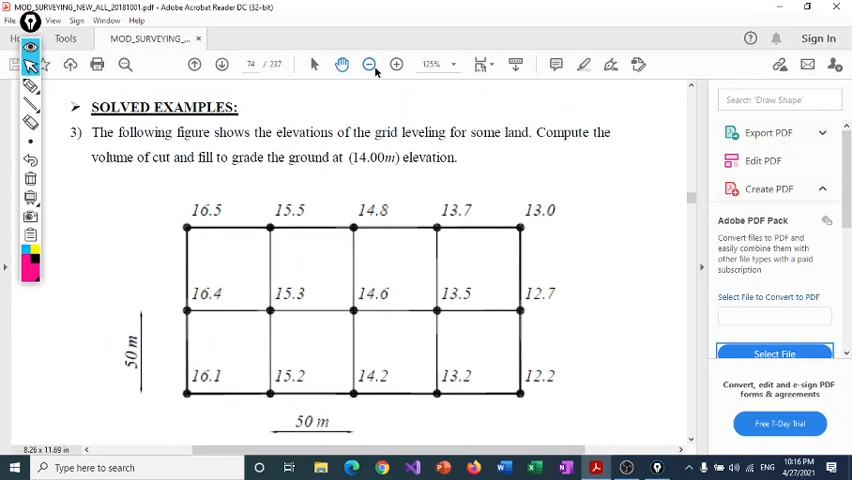 MOD_SURVEYING_NEW_ALL_20181001.pdf - Adobe Acrobat Reader DC (32-bit)
File View Sign Window Help
Tools MOD_SURVEYING_... × Sign In
74 / 237 125%
➤ SOLVED EXAMPLES:
3) The following figure shows the elevations of the grid leveling for some land. Compute the
volume of cut and fill to grade the ground at (14.00m) elevation.
16.5 15.5 14.8 13.7 13.0
16.4 15.3 14.6 13.5 12.7
16.1 15.2 14.2 13.2 12.2
50 m
50 m
8.26 x 11.69 in
Search 'Draw Shape'
Export PDF
Edit PDF
Create PDF
Adobe PDF Pack
Convert files to PDF and
easily combine them with
other file types with a paid
subscription
Select File to Convert to PDF
Select File
Convert, edit and e-sign PDF
forms & agreements
Free 7-Day Trial
Type here to search
ENG
10:16 PM
4/27/2021